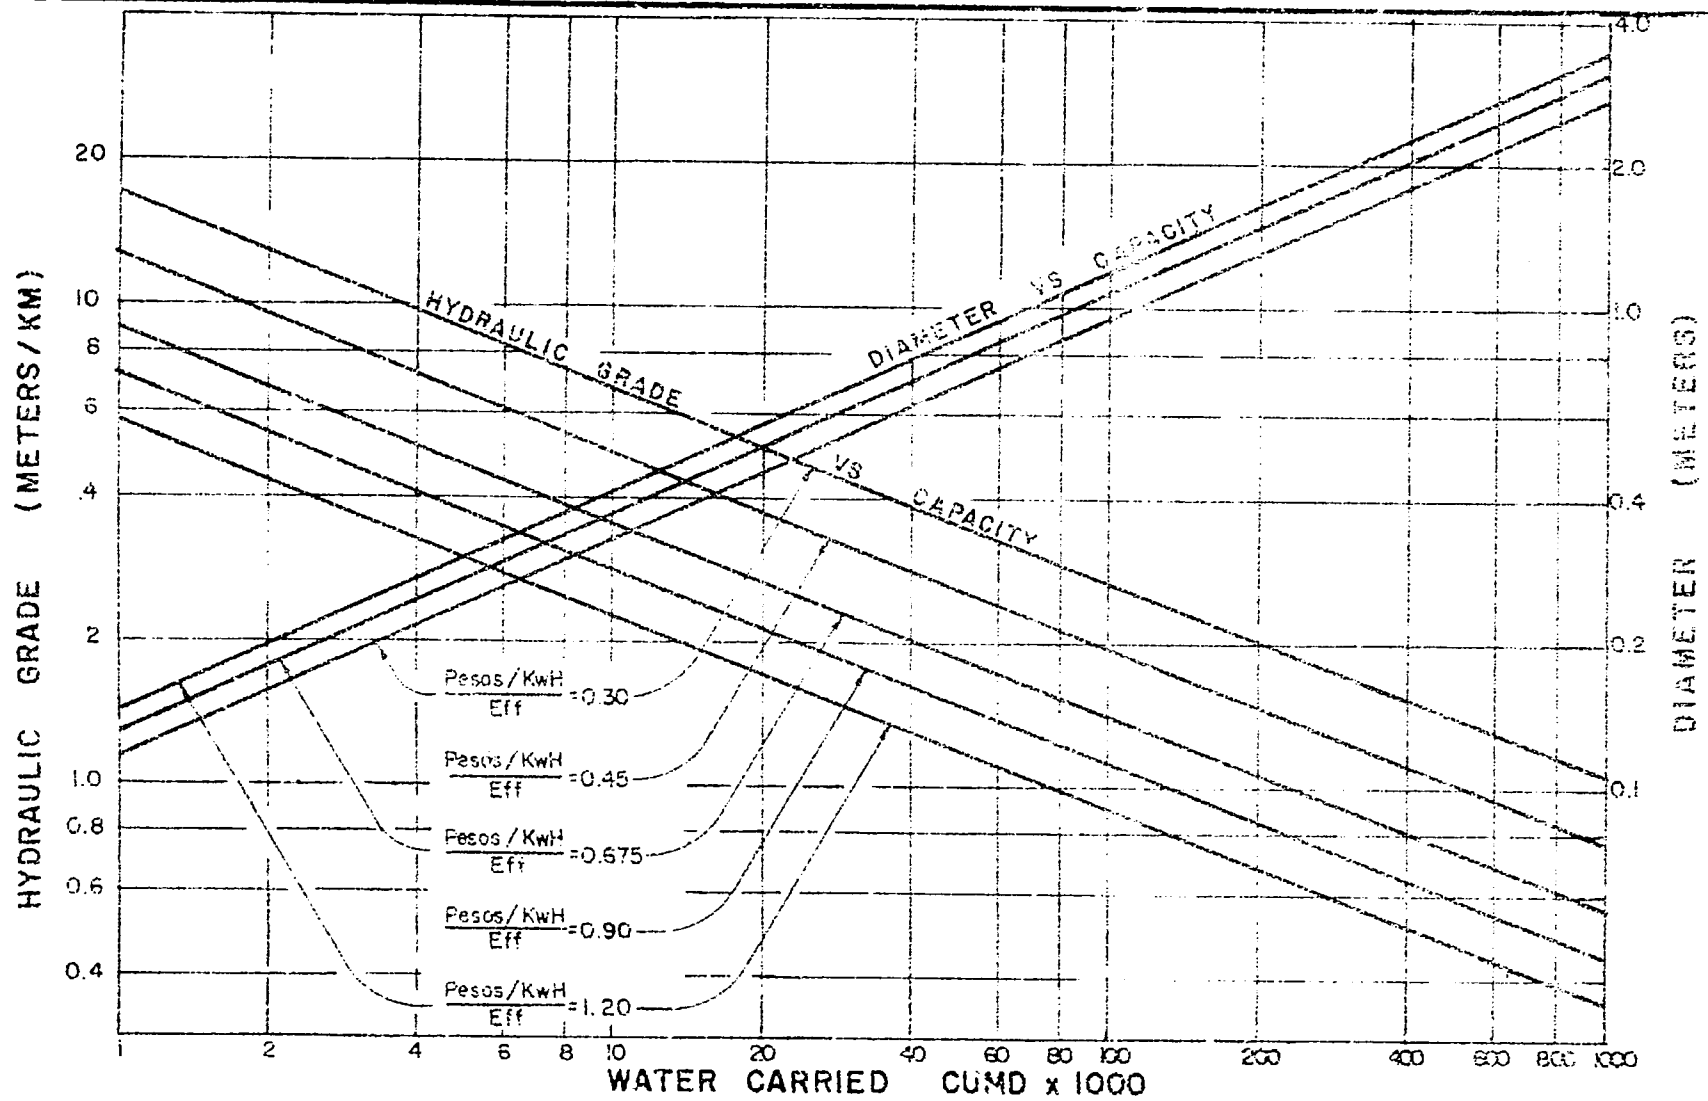 HYDRAULIC GRADE (METERS/KM)
20
10
8
6
4
2
1.0
0.8
0.6
0.4
HYDRAULIC GRADE VS CAPACITY
DIAMETER VS CAPACITY
Pesos/KwH
Eff =0.30
Pesos/KwH
Eff =0.45
Pesos/KwH
Eff =0.675
Pesos/KwH
Eff =0.90
Pesos/KwH
Eff =1.20
4.0
2.0
1.0
0.4
0.2
0.1
DIAMETER (METERS)
1 2 4 6 8 10 20 40 60 80 100 200 400 600 800 1000
WATER CARRIED CUMD x 1000